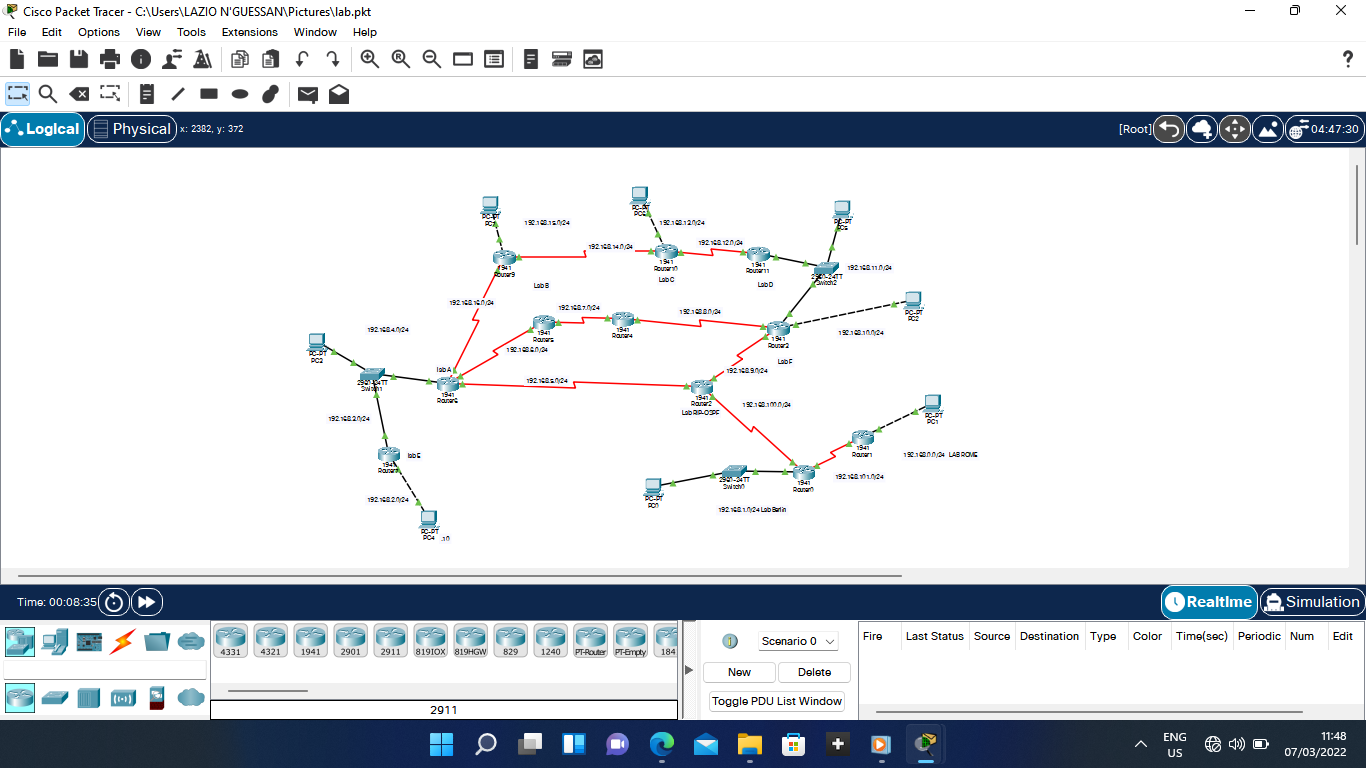 Cisco Packet Tracer - C:\Users\LAZIO N'GUESSAN\Pictures\lab.pkt
File Edit Options View Tools Extensions Window Help
Logical Physical x: 2382, y: 372 [Root] 04:47:30
PC-PT
PC-PT
PC-PT
192.168.15.0/24
192.168.13.0/24
192.168.14.0/24
192.168.12.0/24
1941
Router9
1941
Router10
1941
Router11
192.168.11.0/24
2960-24TT
Switch2
Lab B
Lab C
Lab D
192.168.16.0/24
192.168.7.0/24
192.168.8.0/24
PC-PT
PC2
192.168.4.0/24
1941
Router5
1941
Router4
1941
Router3
192.168.10.0/24
PC-PT
PC3
192.168.6.0/24
Lab F
lab A
192.168.9.0/24
2960-24TT
Switch1
1941
Router6
192.168.5.0/24
1941
Router2
192.168.100.0/24
Lab RIP-OSPF
PC-PT
PC1
192.168.3.0/24
1941
lab E
1941
Router1
192.168.0.0/24 LAB ROME
2960-24TT
Switch0
1941
Router0
192.168.101.0/24
192.168.2.0/24
PC-PT
PC0
192.168.1.0/24 Lab Berlin
PC-PT
PC4
.10
Time: 00:08:35 Realtime Simulation
4331 4321 1941 2901 2911 819IOX 819HGW 829 1240 PT-Router PT-Empty 184
2911
Scenario 0
New Delete
Toggle PDU List Window
Fire Last Status Source Destination Type Color Time(sec) Periodic Num Edit
ENG
US
11:48
07/03/2022